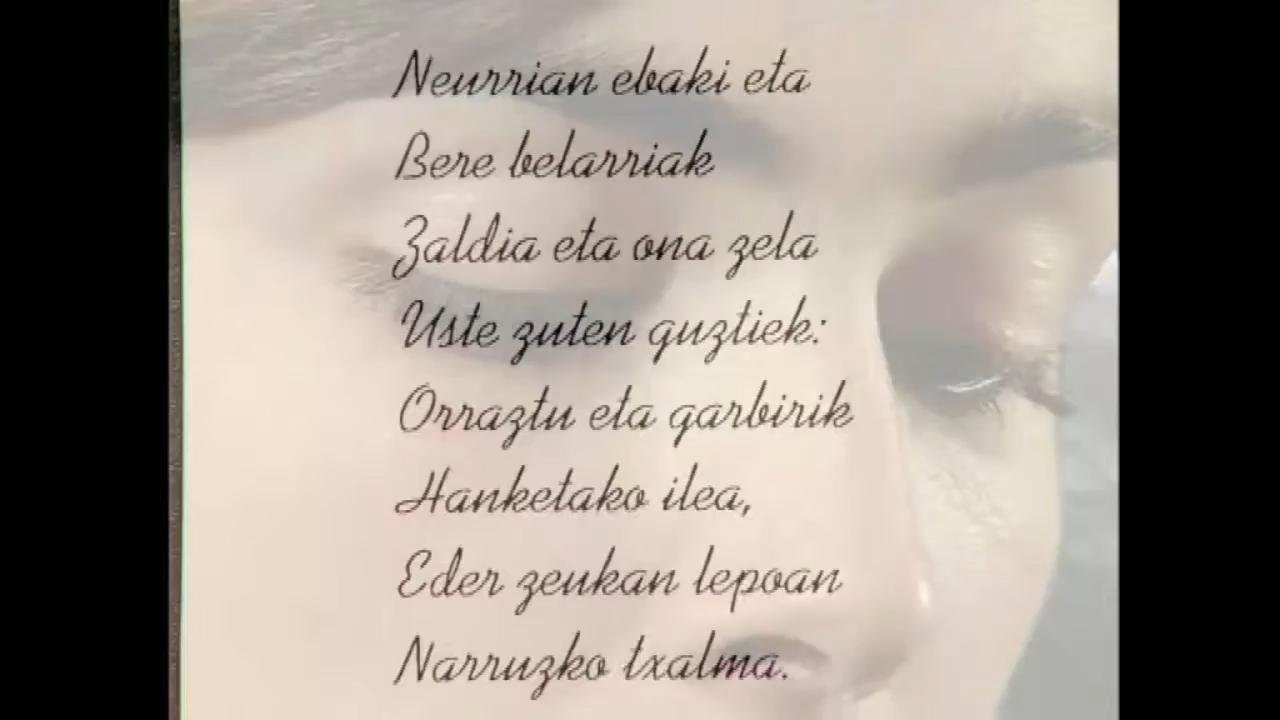 Neurrian ebaki eta
Bere belarriak
Zaldia eta ona zela
Uste zuten guztiek:
Orraztu eta garbirik
Hanketako ilea,
Eder zeukan lepoan
Narruzko txalma.